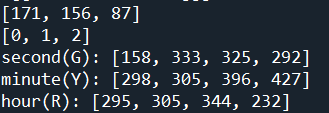 [171, 156, 87]
[0, 1, 2]
second(G): [158, 333, 325, 292]
minute(Y): [298, 305, 396, 427]
hour(R): [295, 305, 344, 232]